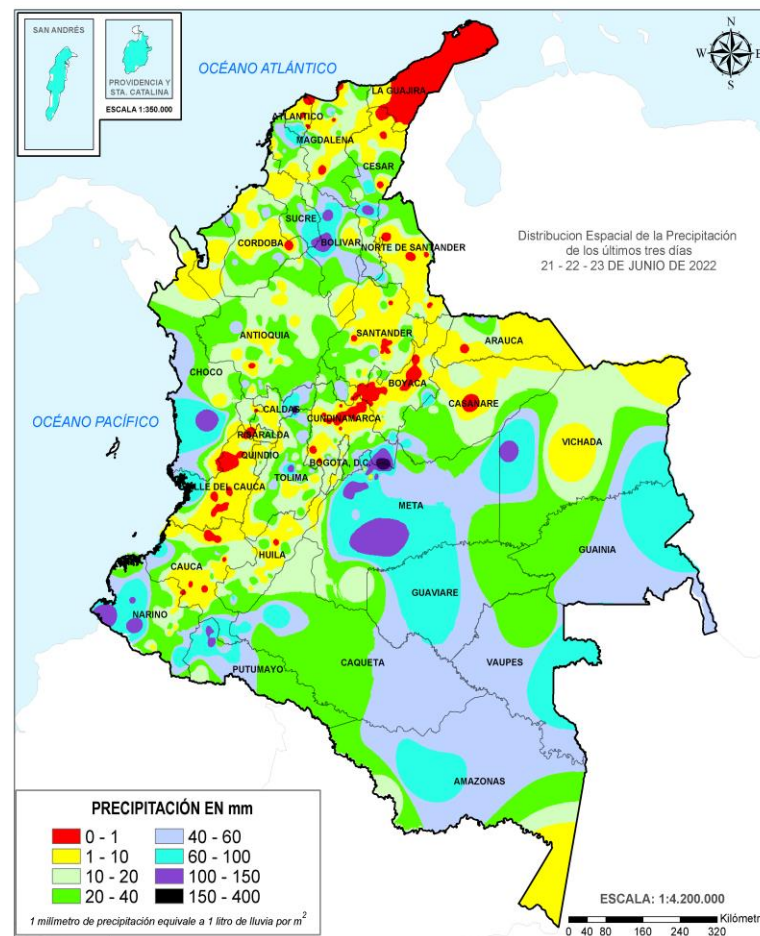 SAN ANDRÉS
PROVIDENCIA Y
STA. CATALINA
ESCALA 1:350.000
OCÉANO ATLÁNTICO
N
W
E
S
LA GUAJIRA
ATLANTICO
MAGDALENA
CESAR
SUCRE
CORDOBA
BOLIVAR
NORTE DE SANTANDER
Distribucion Espacial de la Precipitación
de los últimos tres días
21 - 22 - 23 DE JUNIO DE 2022
ANTIOQUIA
SANTANDER
ARAUCA
CHOCO
BOYACA
CASANARE
CALDAS
CUNDINAMARCA
OCÉANO PACÍFICO
RISARALDA
VICHADA
QUINDIO
BOGOTA, D.C.
TOLIMA
VALLE DEL CAUCA
META
GUAINIA
HUILA
CAUCA
GUAVIARE
NARINO
CAQUETA
VAUPES
PUTUMAYO
AMAZONAS
PRECIPITACIÓN EN mm
0 - 1
1 - 10
10 - 20
20 - 40
40 - 60
60 - 100
100 - 150
150 - 400
1 milímetro de precipitación equivale a 1 litro de lluvia por m²
ESCALA: 1:4.200.000
Kilómet
0 40 80 160 240 320